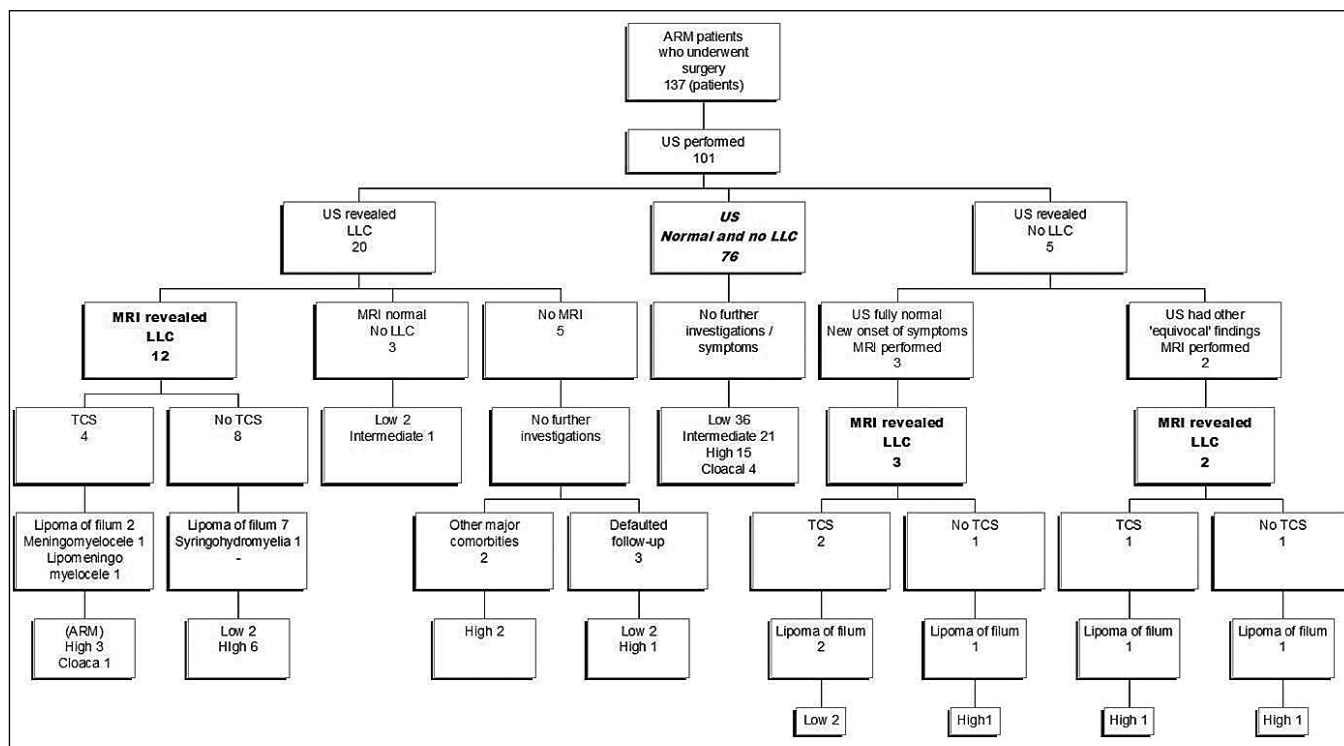 ARM patients
who underwent
surgery
137 (patients)
US performed
101
US revealed
LLC
20
US
Normal and no LLC
76
US revealed
No LLC
5
MRI revealed
LLC
12
MRI normal
No LLC
3
No MRI
5
No further
investigations /
symptoms
US fully normal
New onset of symptoms
MRI performed
3
US had other
'equivocal' findings
MRI performed
2
TCS
4
No TCS
8
Low 2
Intermediate 1
No further
investigations
Low 36
Intermediate 21
High 15
Cloacal 4
MRI revealed
LLC
3
MRI revealed
LLC
2
Lipoma of filum 2
Meningomyelocele 1
Lipomeningo
myelocele 1
Lipoma of filum 7
Syringohydromyelia 1
-
Other major
comorbities
2
Defaulted
follow-up
3
TCS
2
No TCS
1
TCS
1
No TCS
1
(ARM)
High 3
Cloaca 1
Low 2
HIgh 6
High 2
Low 2
High 1
Lipoma of filum
2
Lipoma of filum
1
Lipoma of filum
1
Lipoma of filum
1
Low 2
High1
High 1
High 1